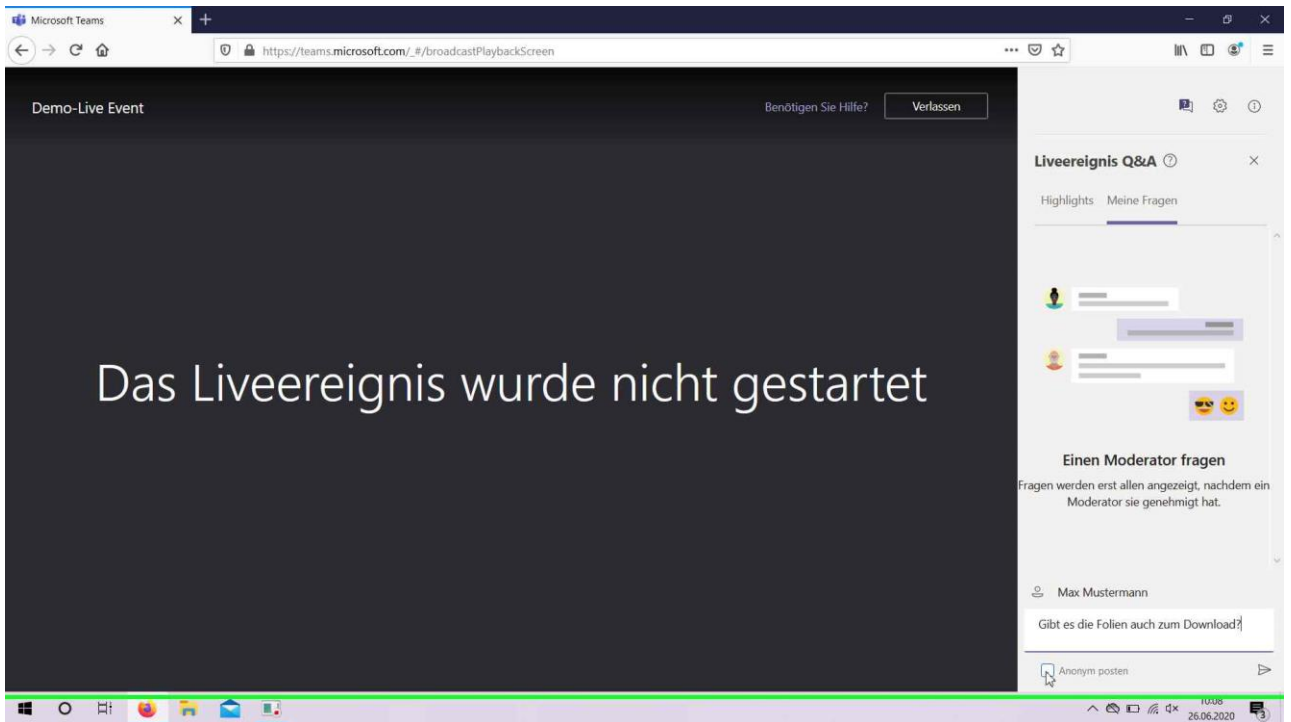 Microsoft Teams
https://teams.microsoft.com/_#/broadcastPlaybackScreen
Demo-Live Event
Benötigen Sie Hilfe?
Verlassen
Das Liveereignis wurde nicht gestartet
Liveereignis Q&A
Highlights Meine Fragen
Einen Moderator fragen
Fragen werden erst allen angezeigt, nachdem ein
Moderator sie genehmigt hat.
Max Mustermann
Gibt es die Folien auch zum Download?
Anonym posten
10:08
26.06.2020
3